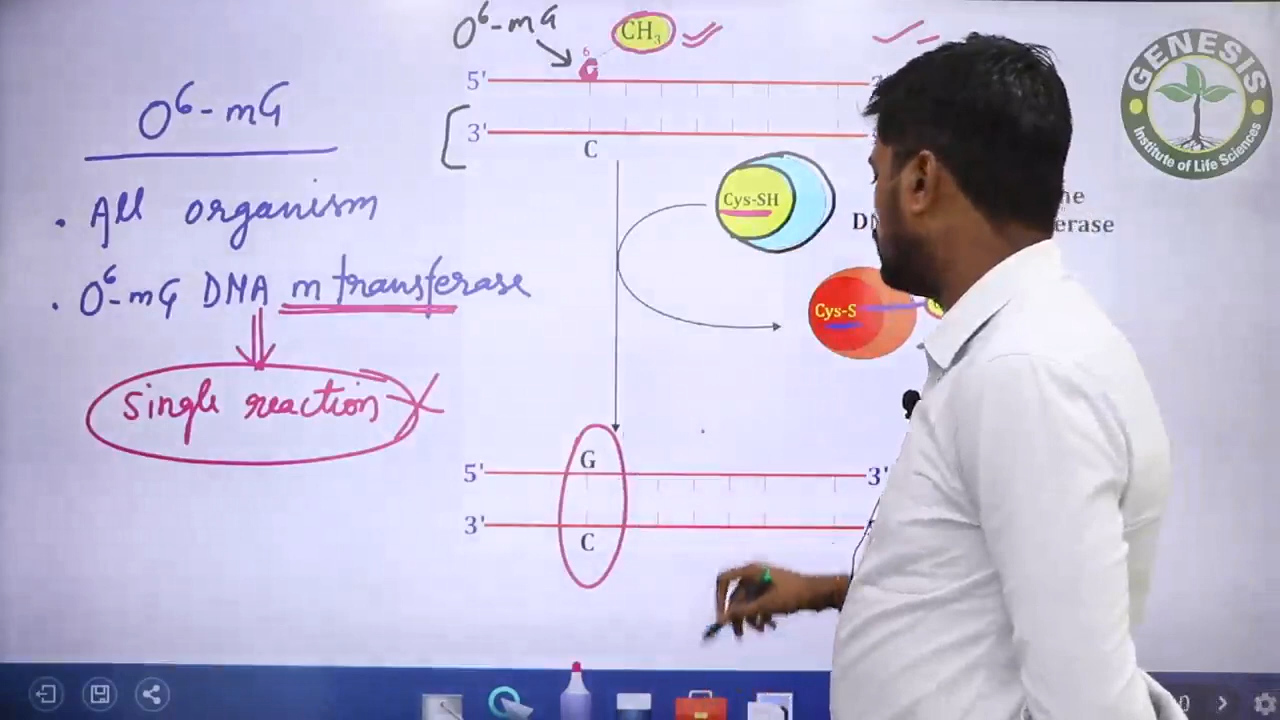 O⁶-mG
CH₃
6
G
5'
3'
C
O⁶-mG
. All organism
. O⁶-mG DNA m transferase
single reaction
Cys-SH
Cys-S
G
5'
3'
3'
C
GENESIS
Institute of Life Sciences